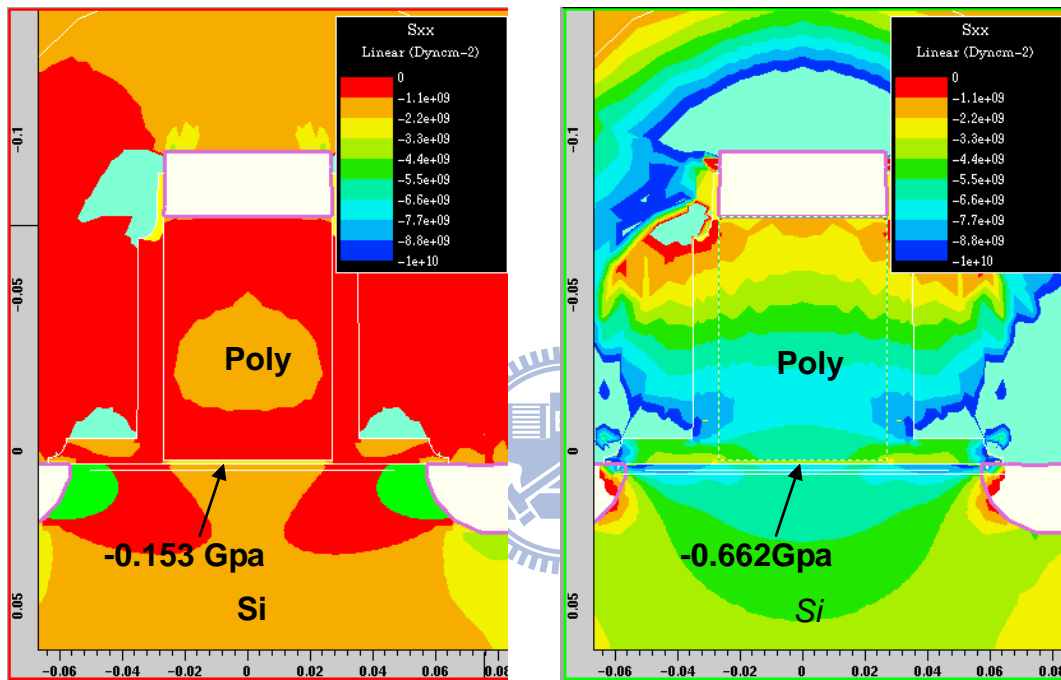 Sxx
Linear (Dyncm-2)
0
-1.1e+09
-2.2e+09
-3.3e+09
-4.4e+09
-5.5e+09
-6.6e+09
-7.7e+09
-8.8e+09
-1e+10
-0.1
-0.05
0
0.05
Poly
-0.153 Gpa
Si
-0.06 -0.04 -0.02 0 0.02 0.04 0.06
Sxx
Linear (Dyncm-2)
0
-1.1e+09
-2.2e+09
-3.3e+09
-4.4e+09
-5.5e+09
-6.6e+09
-7.7e+09
-8.8e+09
-1e+10
-0.1
-0.05
0
0.05
Poly
-0.662Gpa
Si
-0.06 -0.04 -0.02 0 0.02 0.04 0.06 0.08